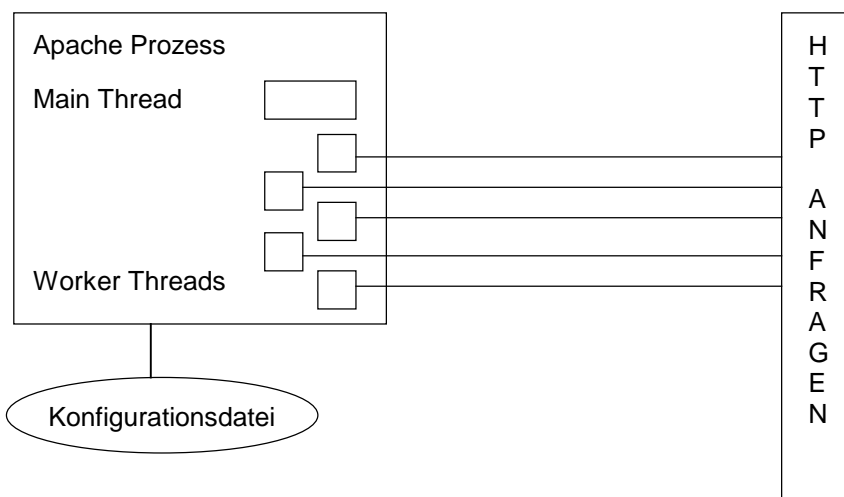 Apache Prozess
Main Thread
Worker Threads
Konfigurationsdatei
H
T
T
P
A
N
F
R
A
G
E
N